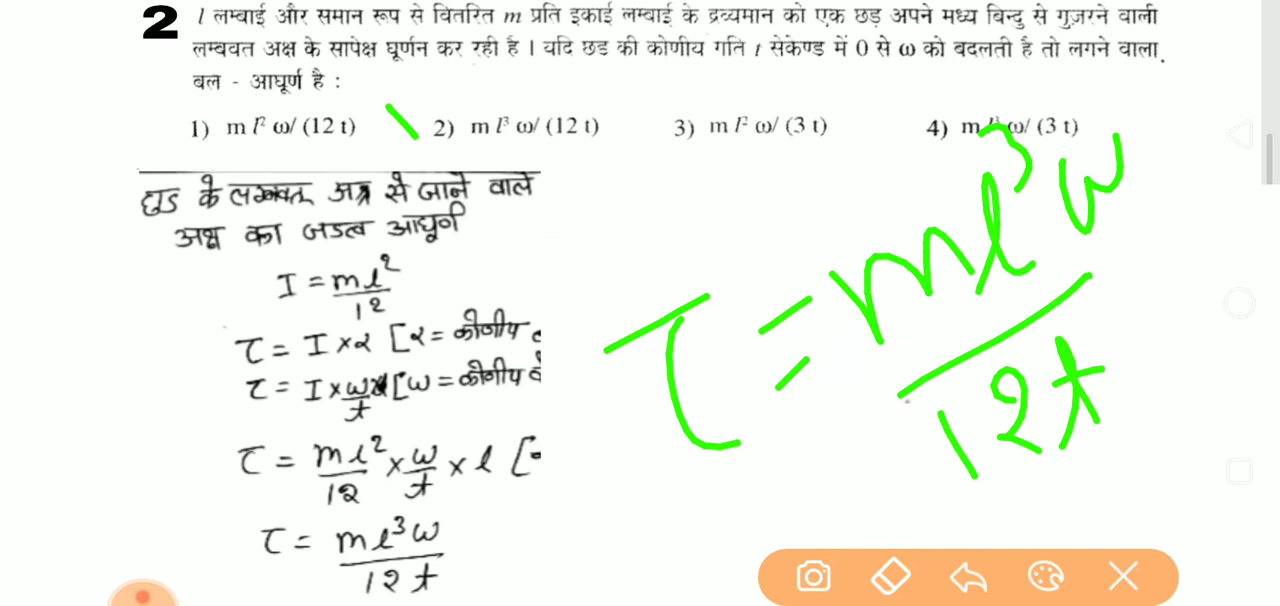 2 l लम्बाई और समान रूप से वितरित m प्रति इकाई लम्बाई के द्रव्यमान को एक छड़ अपने मध्य बिन्दु से गुज़रने वाली
लम्बवत अक्ष के सापेक्ष घूर्णन कर रही है । यदि छड की कोणीय गति t सेकेण्ड में 0 से ω को बदलती है तो लगने वाला
बल - आघूर्ण है :
1) m l² ω/ (12 t) 2) m l³ ω/ (12 t) 3) m l² ω/ (3 t) 4) m l³ ω/ (3 t)
छड के लम्बवत अक्ष से जाने वाले
अक्ष का जडत्व आघूर्ण
I = ml²/12
τ = I × α [α = कोणीय
τ = I × ω/t [ω = कोणीय
τ = ml²/12 × ω/t × l [
τ = ml³ω/12t
τ = ml³ω/12t